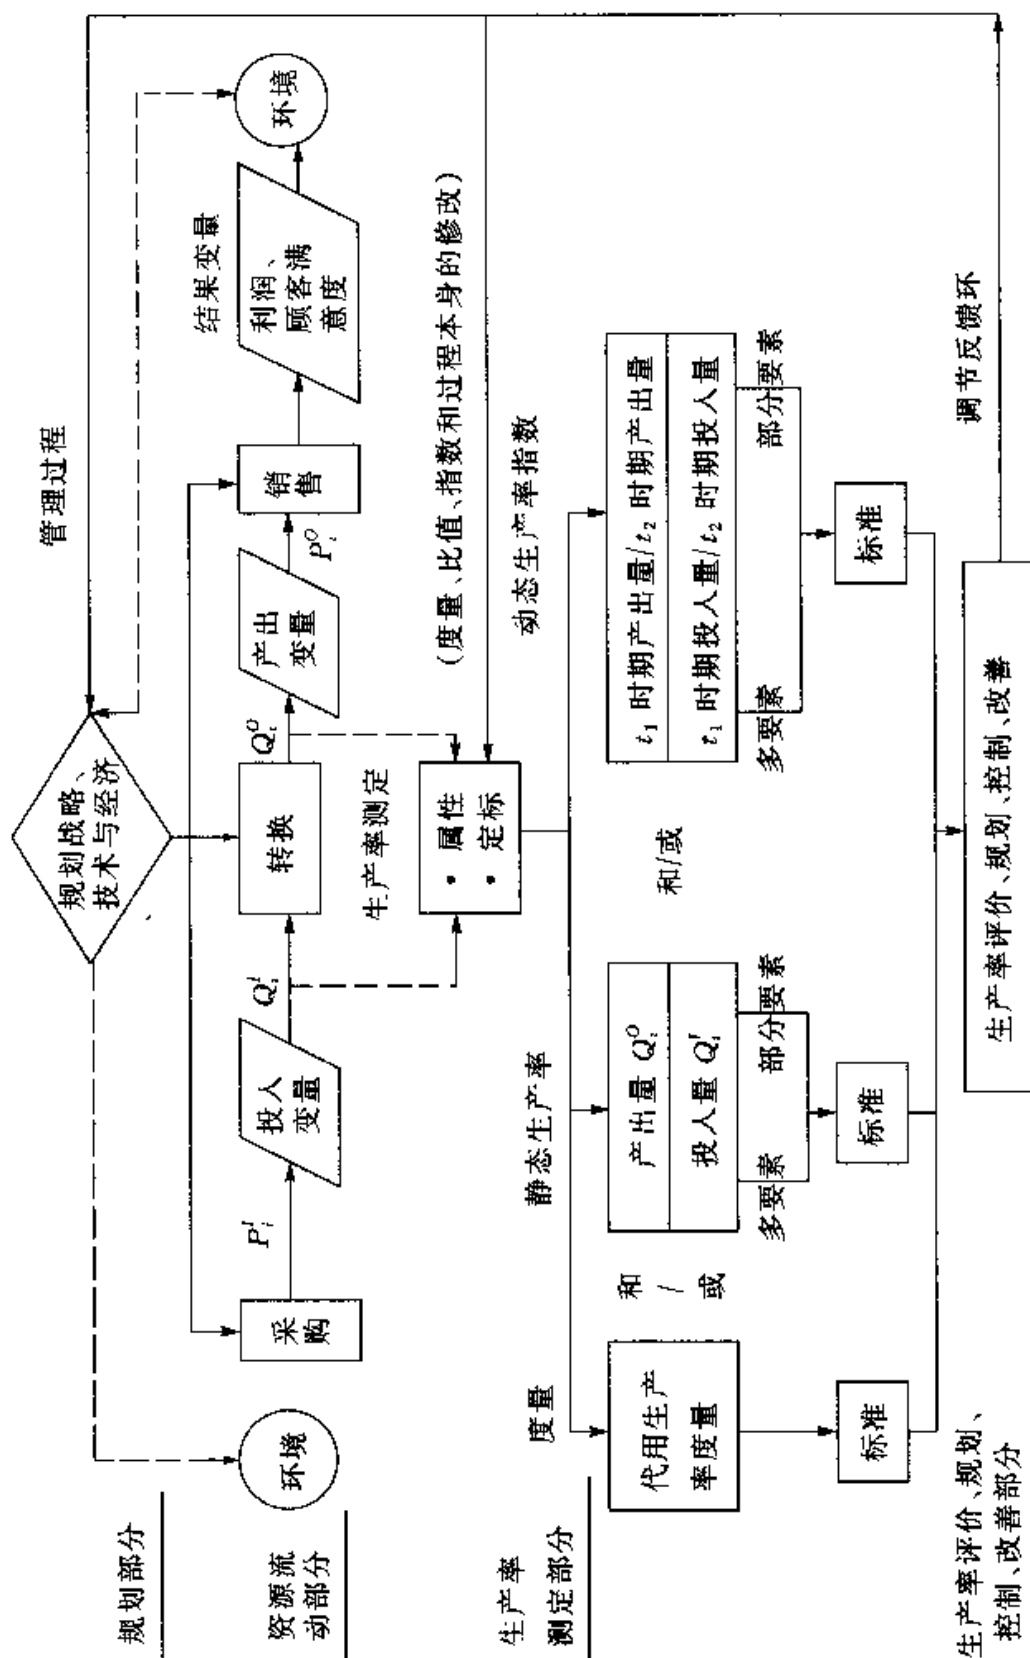 规划部分
管理过程
规划战略、
技术与经济
资源流
动部分
环境
采购
P_i^I
投入
变量
Q_i^I
转换
Q_i^O
产出
变量
P_i^O
销售
结果变量
利润、
顾客满
意度
环境
生产率测定
• 属性
• 定标
(度量、比值、指数和过程本身的修改)
生产率
测定部分
度量
静态生产率
动态生产率指数
代用生产
率度量
和/或
产出量 Q_i^O
投入量 Q_i^I
多要素
部分要素
和/或
t₁ 时期产出量/t₂ 时期产出量
t₁ 时期投入量/t₂ 时期投入量
多要素
部分要素
标准
标准
标准
调节反馈环
生产率评价、规划、
控制、改善部分
生产率评价、规划、控制、改善